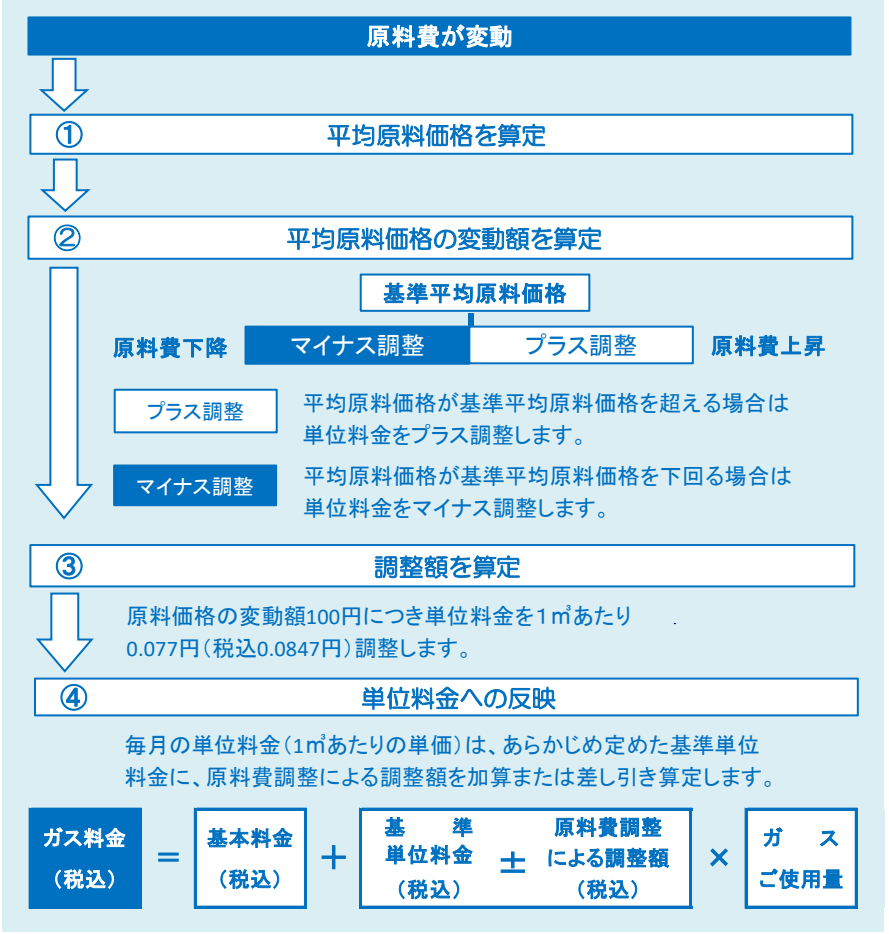 原料費が変動
① 平均原料価格を算定
② 平均原料価格の変動額を算定
基準平均原料価格
原料費下降 マイナス調整 プラス調整 原料費上昇
プラス調整 平均原料価格が基準平均原料価格を超える場合は
単位料金をプラス調整します。
マイナス調整 平均原料価格が基準平均原料価格を下回る場合は
単位料金をマイナス調整します。
③ 調整額を算定
原料価格の変動額100円につき単位料金を1㎥あたり
0.077円(税込0.0847円)調整します。
④ 単位料金への反映
毎月の単位料金(1㎥あたりの単価)は、あらかじめ定めた基準単位
料金に、原料費調整による調整額を加算または差し引き算定します。
ガス料金
(税込)
=
基本料金
(税込)
+
基準
単位料金
(税込)
±
原料費調整
による調整額
(税込)
×
ガス
ご使用量